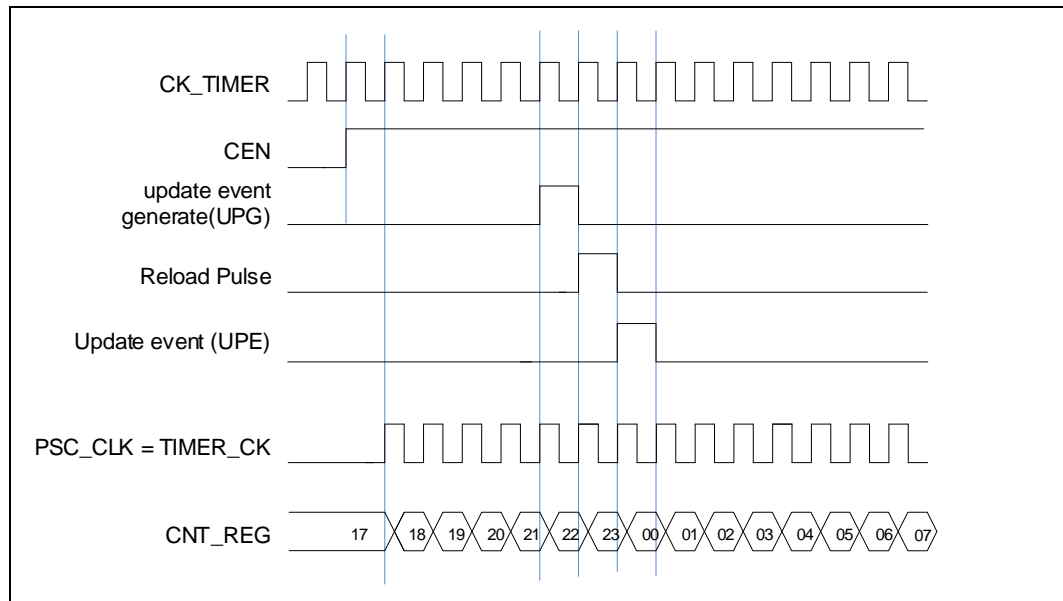 CK_TIMER
CEN
update event
generate(UPG)
Reload Pulse
Update event (UPE)
PSC_CLK = TIMER_CK
CNT_REG 17 18 19 20 21 22 23 00 01 02 03 04 05 06 07